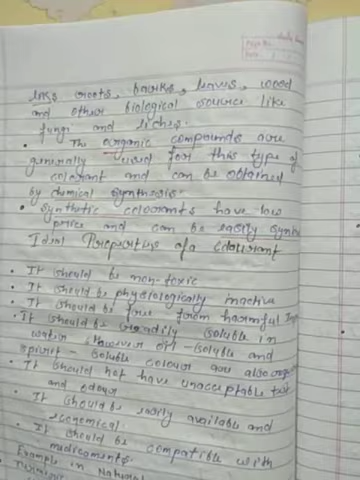 like roots, barks, leaves, wood
and other biological source like
fungi and liches.
• The organic compounds are
generally used for this type of
colorant and can be obtained
by chemical synthesis.
• Synthetic colourants have low
price and can be easily synthe
Ideal Properties of a Colourant
• It should be non-toxic
• It should be physiologically inactive
• It should be free from harmful
• It should be readily soluble in
water however oil-soluble and
spirit-soluble colour are also
• It should not have unacceptable
and odour
• It should be easily available and
economical.
• It should be compatible with
medicaments.
Example in Natural